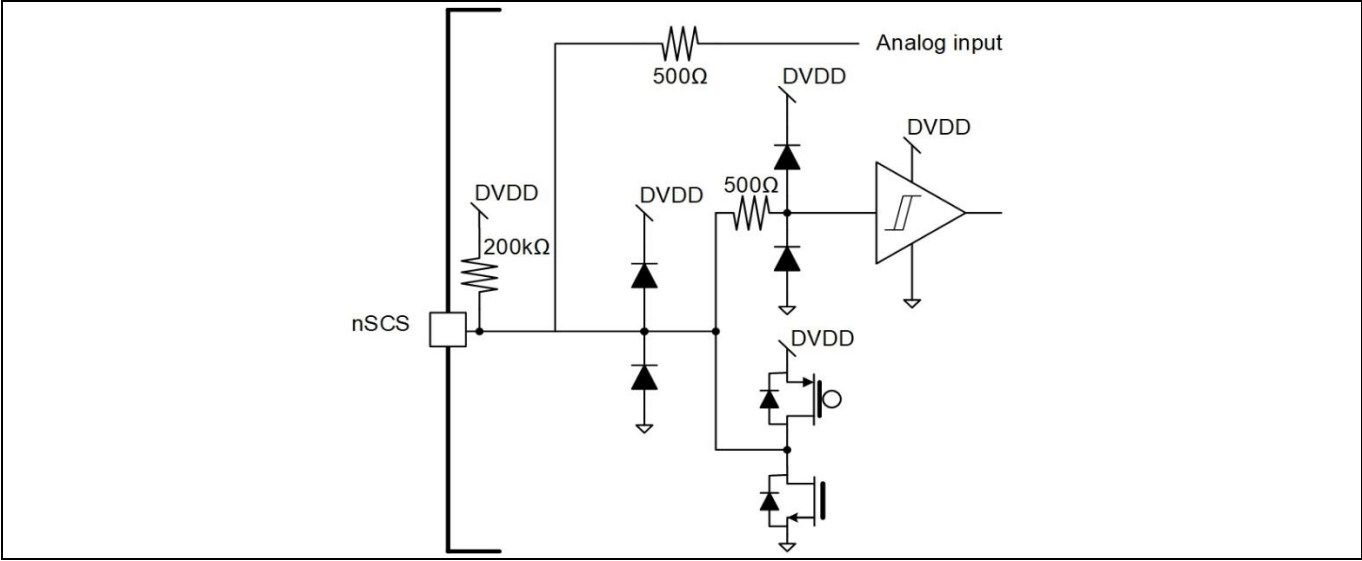 Analog input
500Ω
DVDD
DVDD
500Ω
DVDD
DVDD
200kΩ
nSCS
DVDD